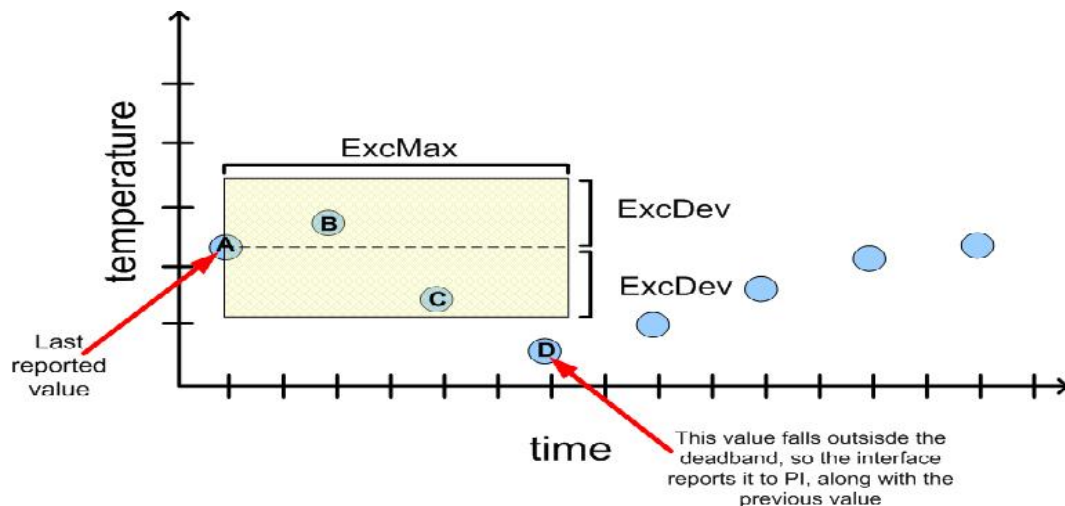 temperature
ExcMax
ExcDev
ExcDev
A
B
C
D
Last
reported
value
time
This value falls outsisde the
deadband, so the interface
reports it to PI, along with the
previous value